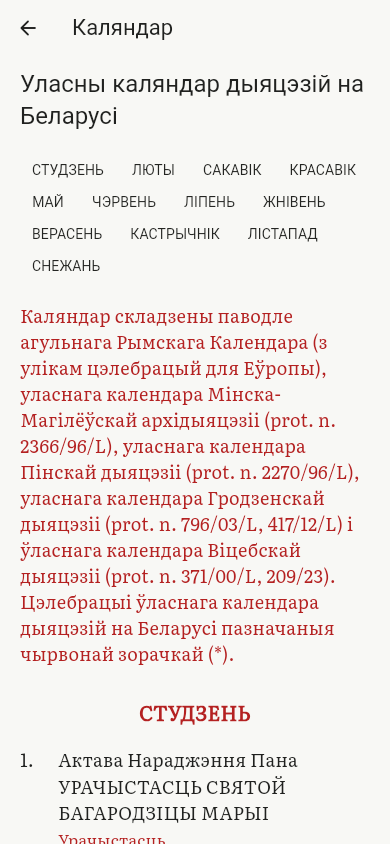 Каляндар
Уласны каляндар дыяцэзій на
Беларусі
СТУДЗЕНЬ ЛЮТЫ САКАВІК КРАСАВІК
МАЙ ЧЭРВЕНЬ ЛІПЕНЬ ЖНІВЕНЬ
ВЕРАСЕНЬ КАСТРЫЧНІК ЛІСТАПАД
СНЕЖАНЬ
Каляндар складзены паводле
агульнага Рымскага Календара (з
улікам цэлебрацый для Еўропы),
уласнага календара Мінска-
Магілёўскай архідыяцэзіі (prot. n.
2366/96/L), уласнага календара
Пінскай дыяцэзіі (prot. n. 2270/96/L),
уласнага календара Гродзенскай
дыяцэзіі (prot. n. 796/03/L, 417/12/L) і
ўласнага календара Віцебскай
дыяцэзіі (prot. n. 371/00/L, 209/23).
Цэлебрацыі ўласнага календара
дыяцэзій на Беларусі пазначаныя
чырвонай зорачкай (*).
СТУДЗЕНЬ
1. Актава Нараджэння Пана
УРАЧЫСТАСЦЬ СВЯТОЙ
БАГАРОДЗІЦЫ МАРЫІ
Урачыстасць